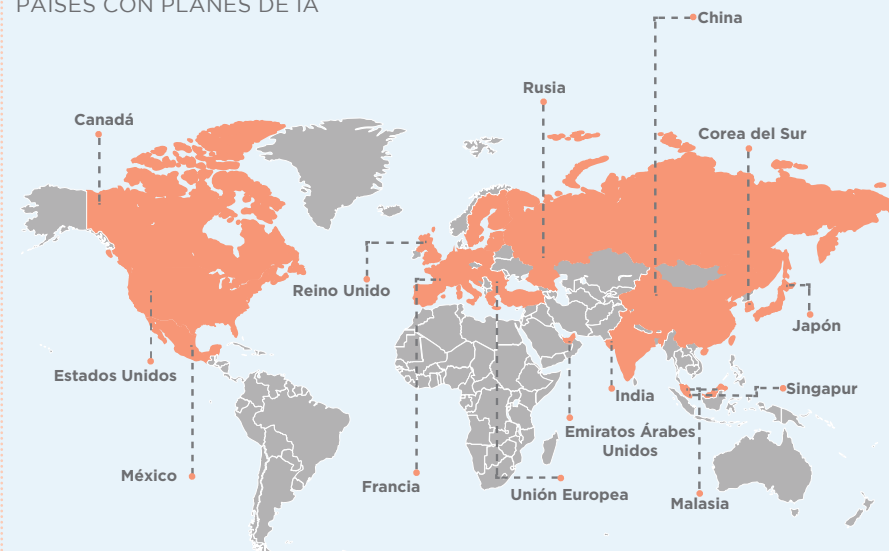 PAÍSES CON PLANES DE IA
China
Rusia
Canadá
Corea del Sur
Reino Unido
Japón
Estados Unidos
India
Singapur
Emiratos Árabes
Unidos
México
Francia
Unión Europea
Malasia